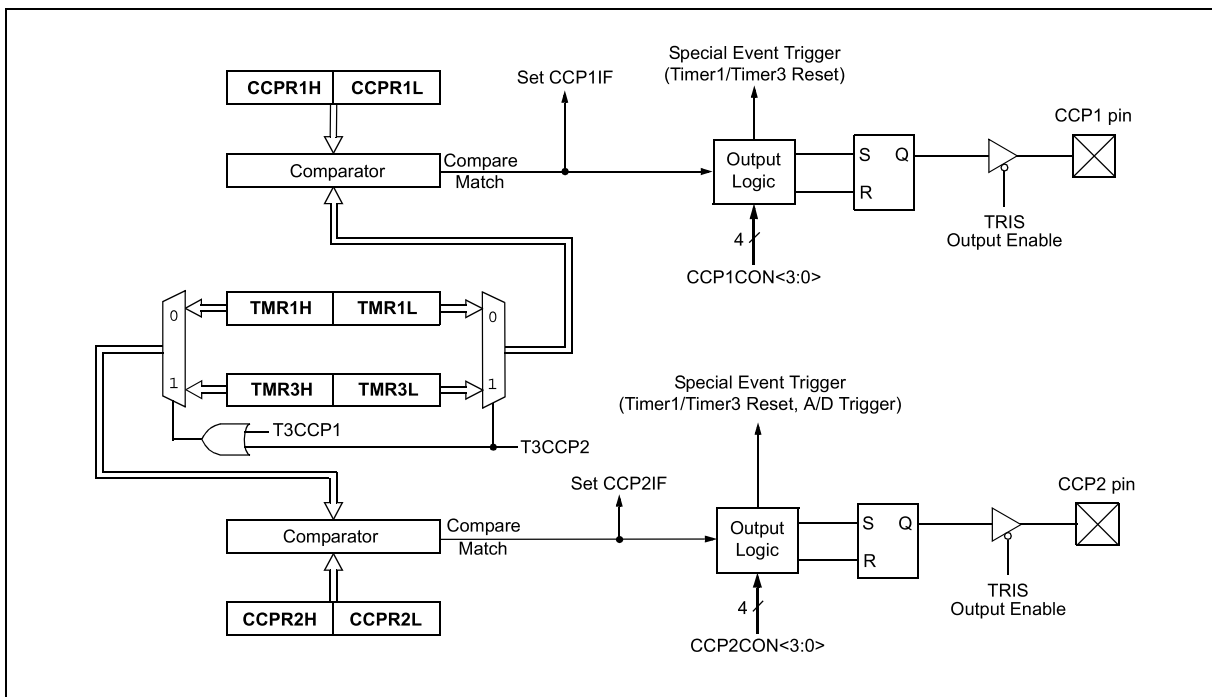 Special Event Trigger
(Timer1/Timer3 Reset)
Set CCP1IF
CCPR1H CCPR1L
CCP1 pin
Comparator
Compare
Match
Output
Logic
S Q
R
TRIS
Output Enable
4
CCP1CON<3:0>
0 TMR1H TMR1L 0
1 TMR3H TMR3L 1
T3CCP1
T3CCP2
Special Event Trigger
(Timer1/Timer3 Reset, A/D Trigger)
Set CCP2IF
CCP2 pin
Comparator
Compare
Match
Output
Logic
S Q
R
TRIS
Output Enable
4
CCPR2H CCPR2L
CCP2CON<3:0>